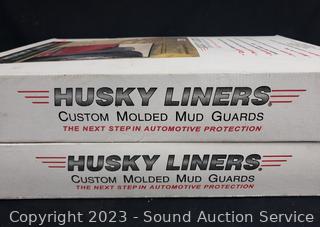 HUSKY LINERS®
CUSTOM MOLDED MUD GUARDS
THE NEXT STEP IN AUTOMOTIVE PROTECTION
HUSKY LINERS®
CUSTOM MOLDED MUD GUARDS
THE NEXT STEP IN AUTOMOTIVE PROTECTION
Copyright 2023 - Sound Auction Service